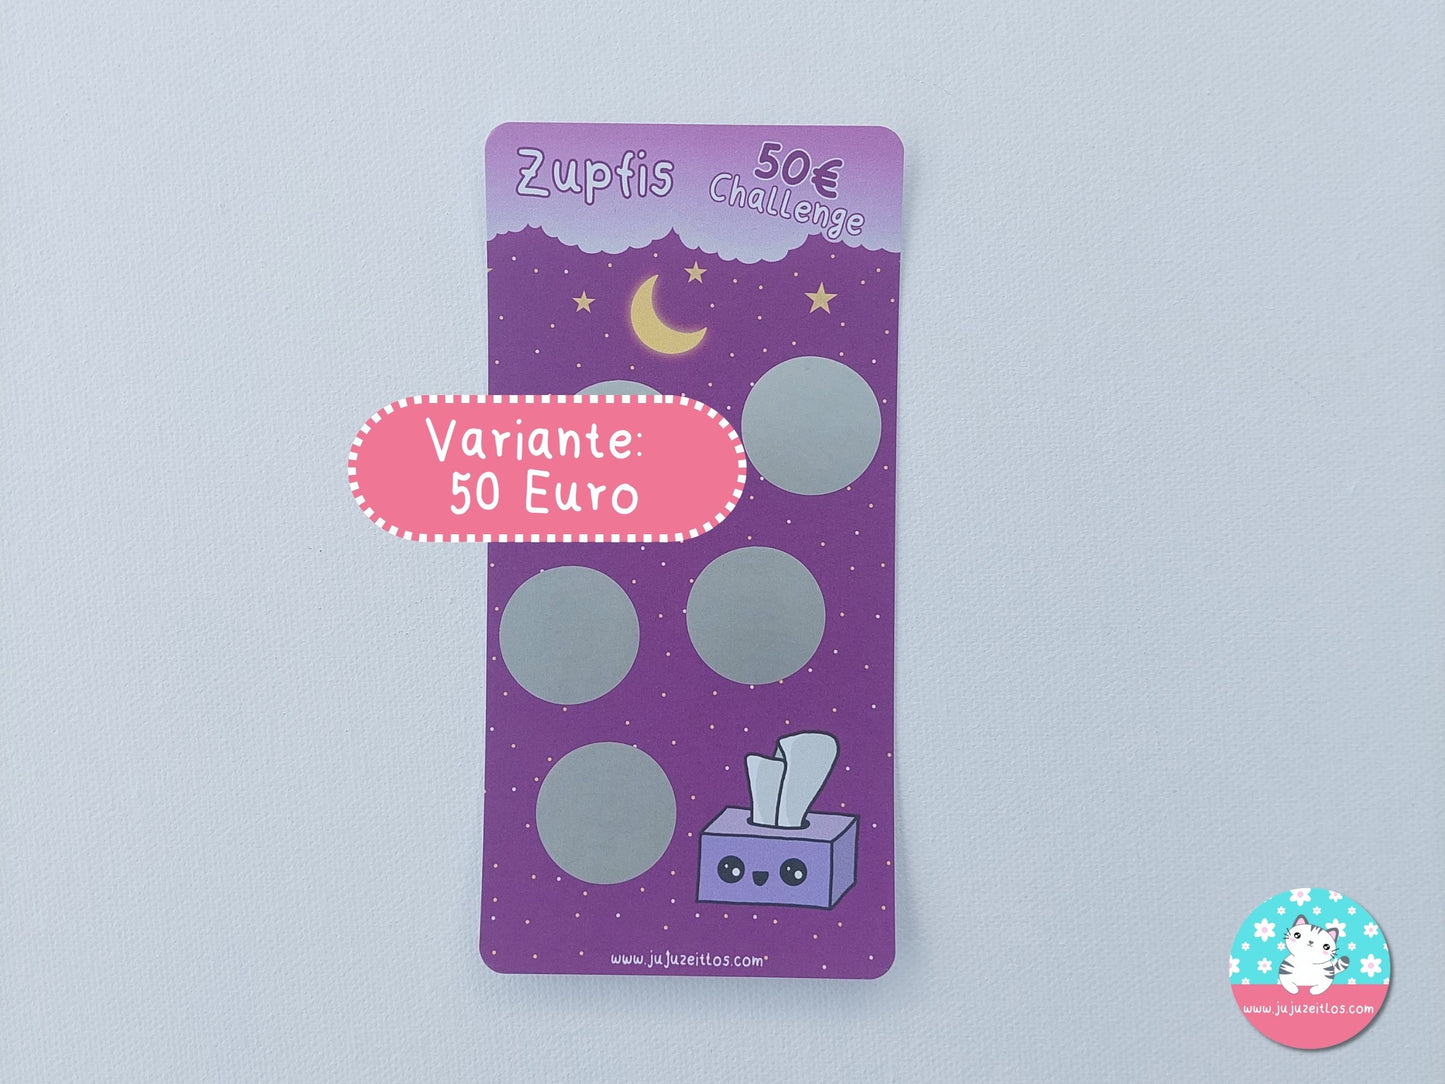 Zupfis
50€
Challenge
Variante:
50 Euro
www.jujuzeitlos.com
www.jujuzeitlos.com